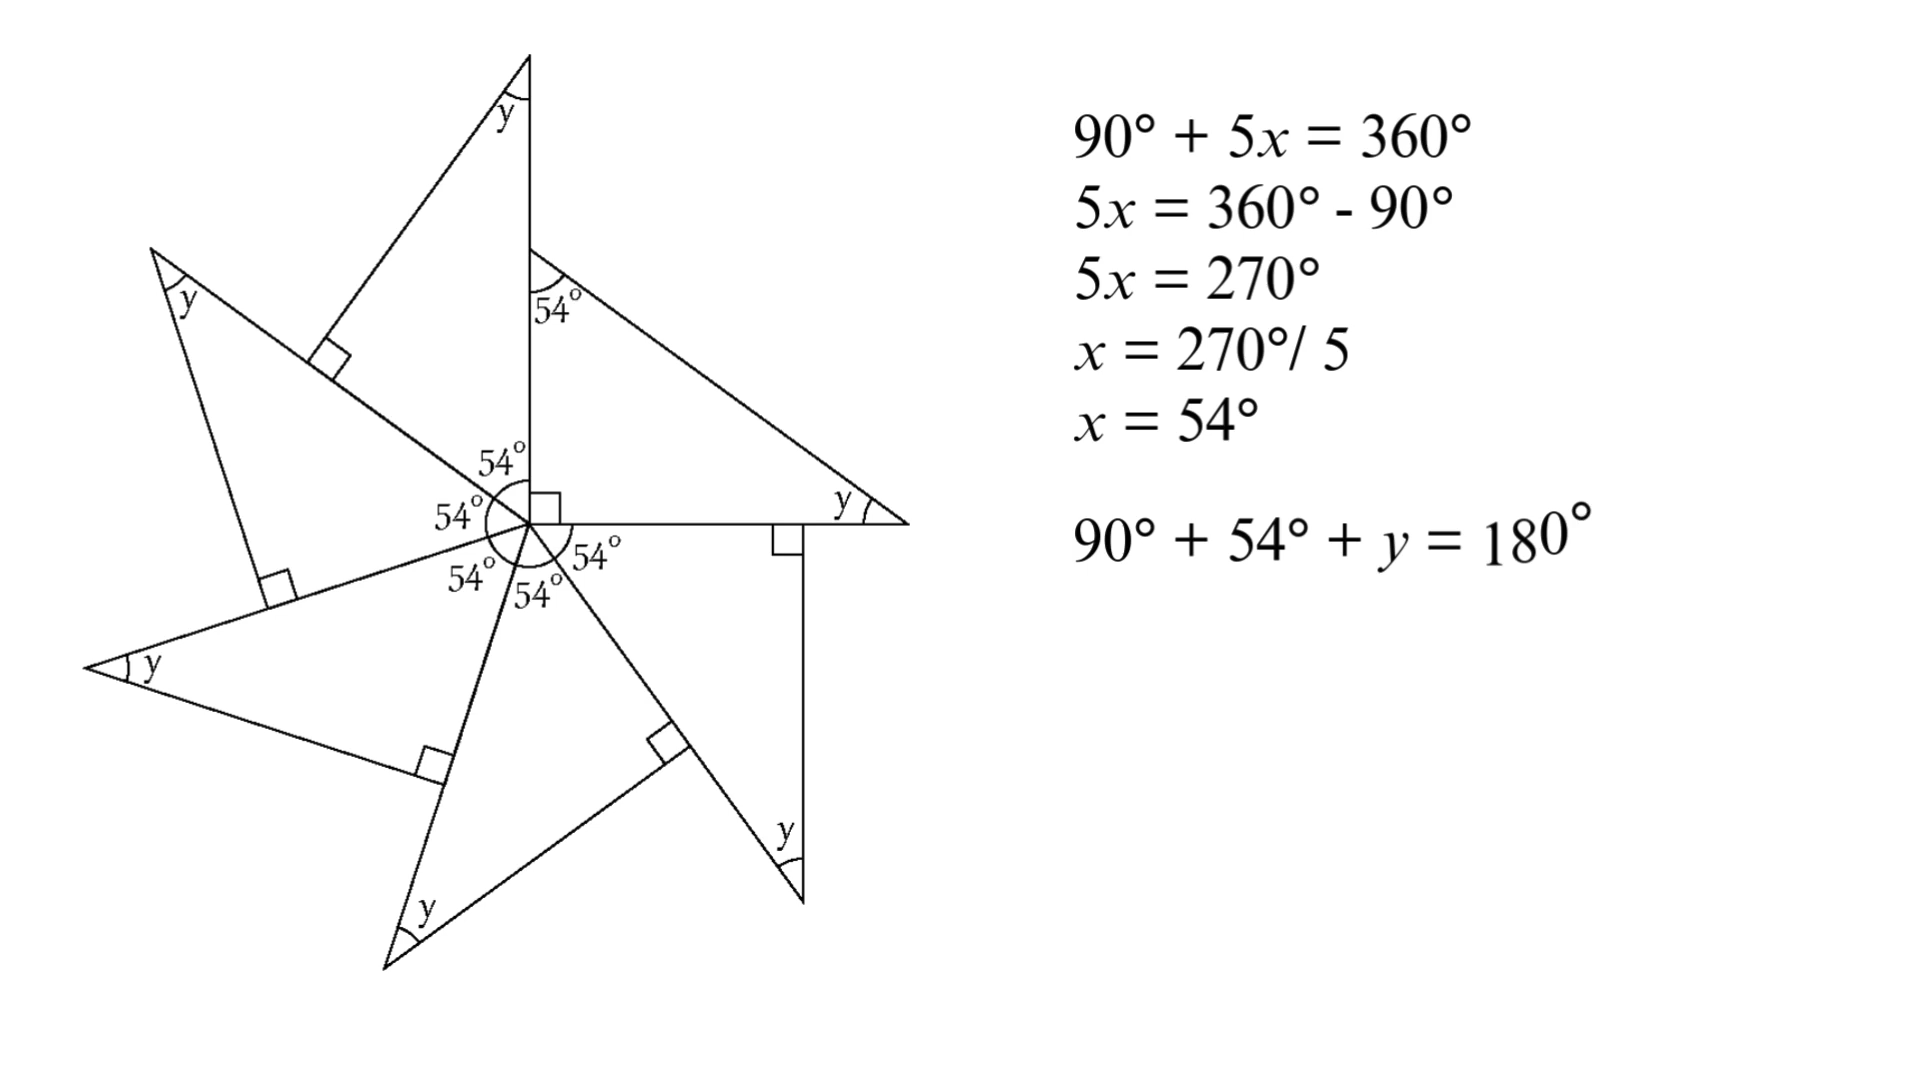 y
54°
y
y
54°
54°
54°
54°
54°
y
y
y
90° + 5x = 360°
5x = 360° - 90°
5x = 270°
x = 270°/ 5
x = 54°
90° + 54° + y = 180°